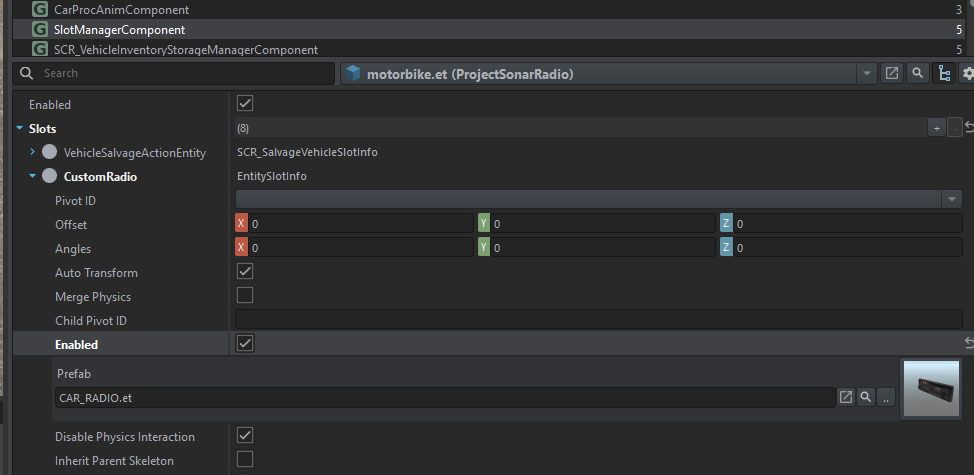 CarProcAnimComponent 3
SlotManagerComponent 5
SCR_VehicleInventoryStorageManagerComponent 5
Search motorbike.et (ProjectSonarRadio)
Enabled
Slots (8) + -
VehicleSalvageActionEntity SCR_SalvageVehicleSlotInfo
CustomRadio EntitySlotInfo
Pivot ID
Offset X 0 Y 0 Z 0
Angles X 0 Y 0 Z 0
Auto Transform
Merge Physics
Child Pivot ID
Enabled
Prefab
CAR_RADIO.et ..
Disable Physics Interaction
Inherit Parent Skeleton